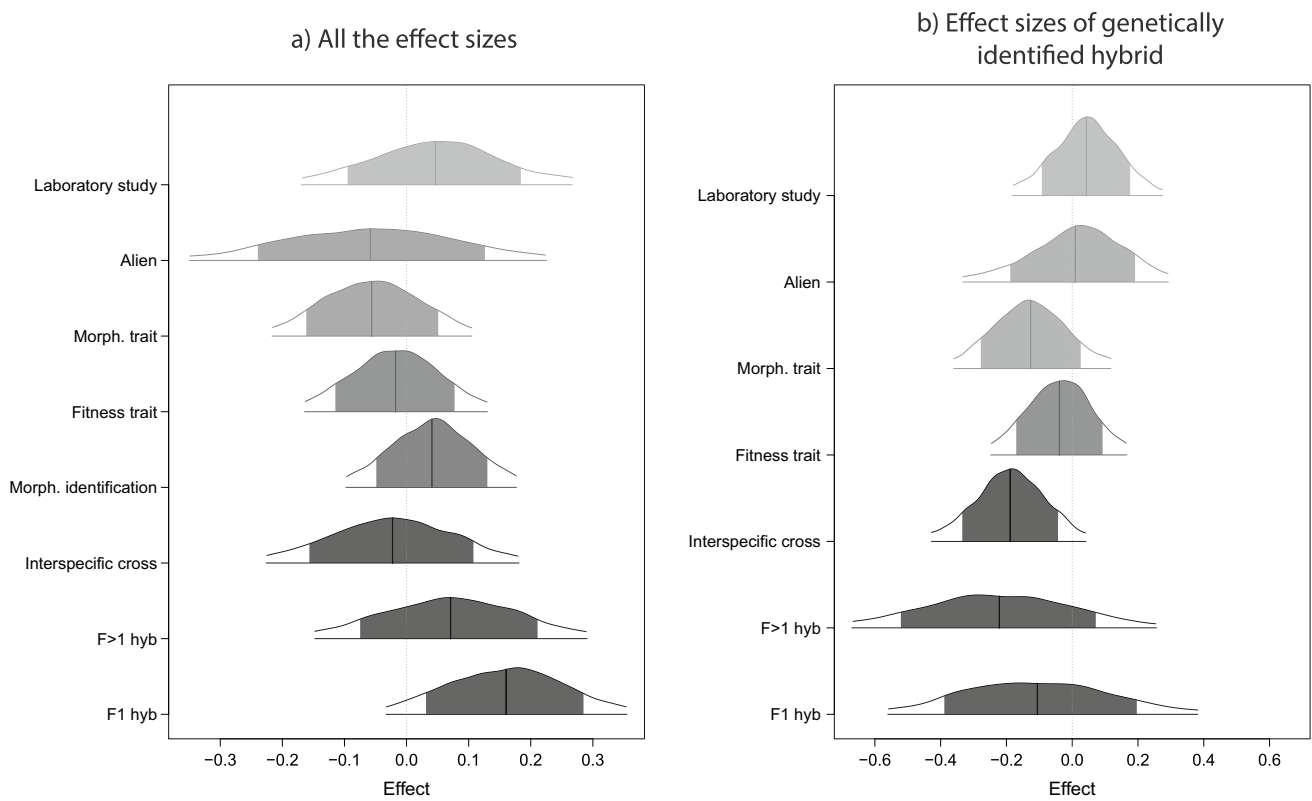 a) All the effect sizes
Laboratory study
Alien
Morph. trait
Fitness trait
Morph. identification
Interspecific cross
F>1 hyb
F1 hyb
−0.3 −0.2 −0.1 0.0 0.1 0.2 0.3
Effect
b) Effect sizes of genetically
identified hybrid
Laboratory study
Alien
Morph. trait
Fitness trait
Interspecific cross
F>1 hyb
F1 hyb
−0.6 −0.4 −0.2 0.0 0.2 0.4 0.6
Effect